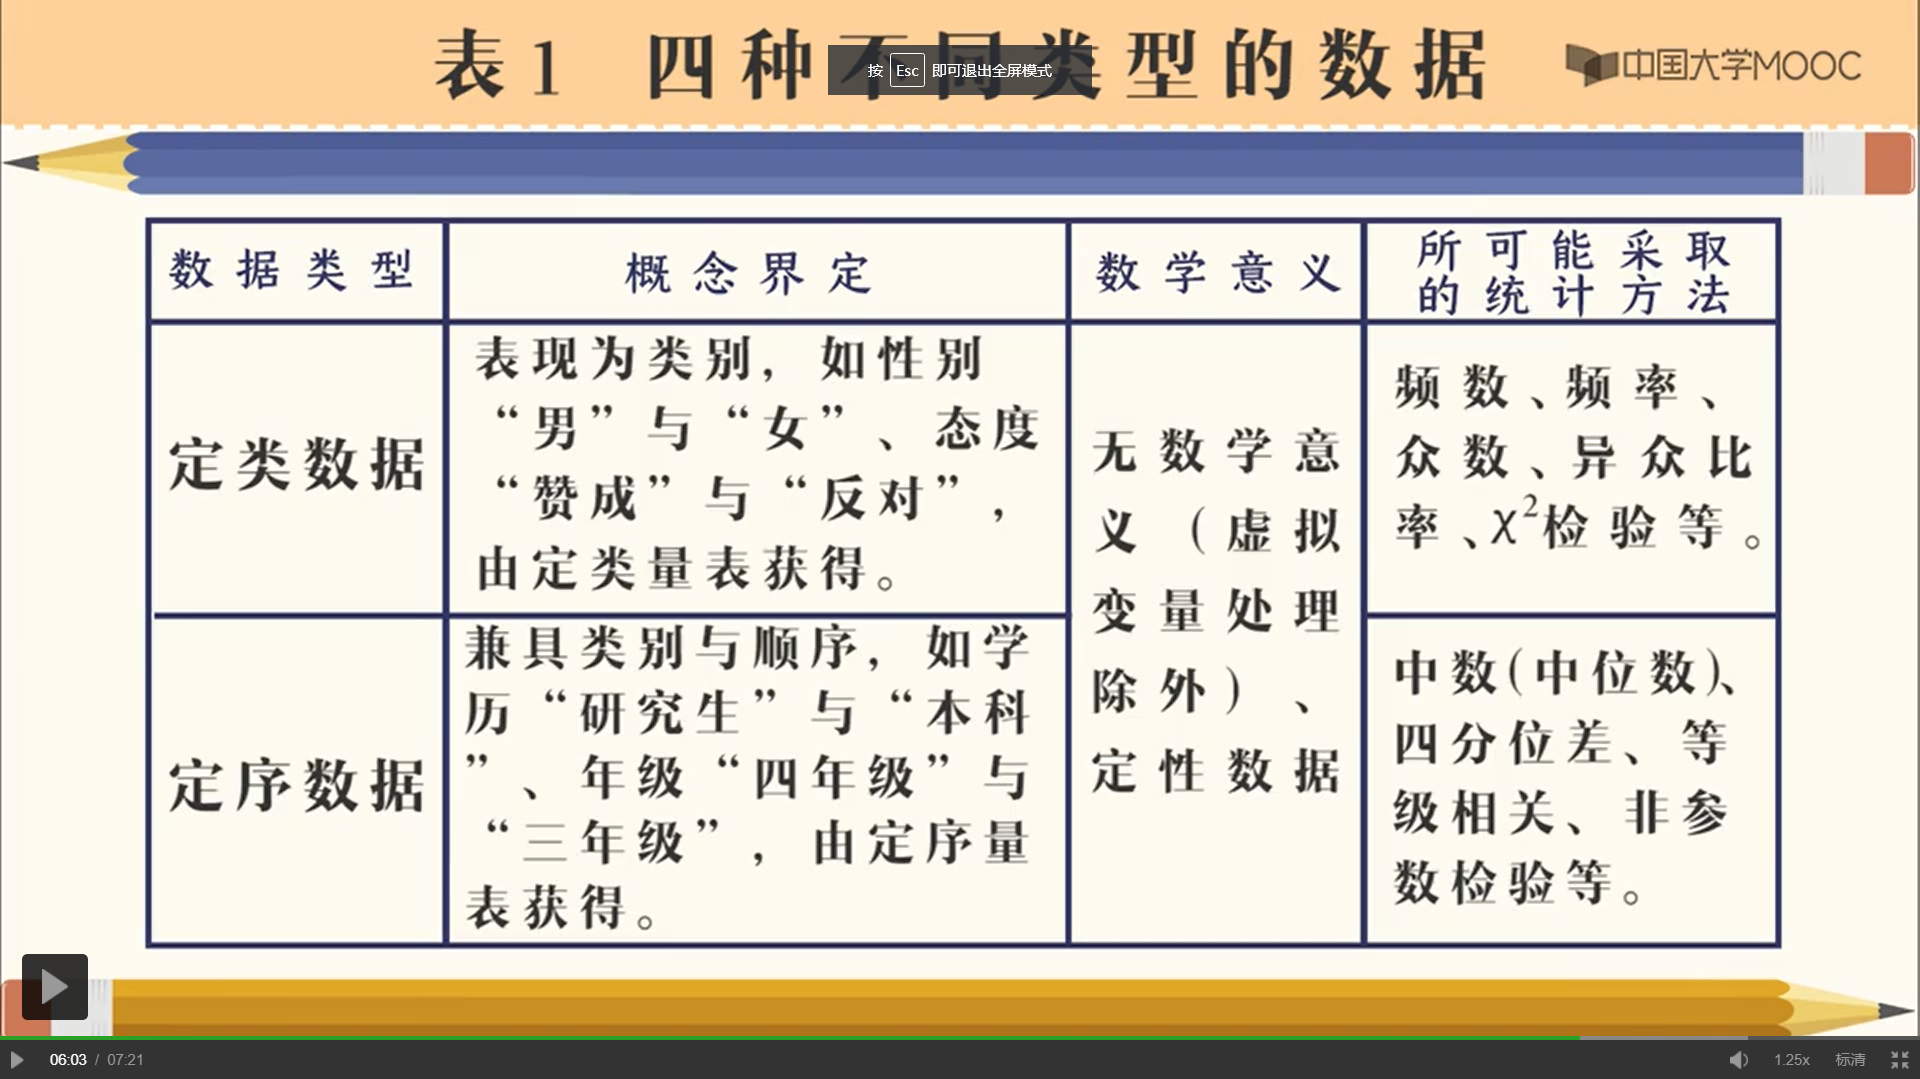 表1 四种不同类型的数据
按 Esc 即可退出全屏模式
中国大学MOOC
数据类型
概念界定
数学意义
所可能采取
的统计方法
定类数据
表现为类别，如性别
“男”与“女”、态度
“赞成”与“反对”，
由定类量表获得。
无数学意
义（虚拟
变量处理
除外）、
定性数据
频数、频率、
众数、异众比
率、χ²检验等。
定序数据
兼具类别与顺序，如学
历“研究生”与“本科
”、年级“四年级”与
“三年级”，由定序量
表获得。
中数(中位数)、
四分位差、等
级相关、非参
数检验等。
06:03 / 07:21
1.25x
标清